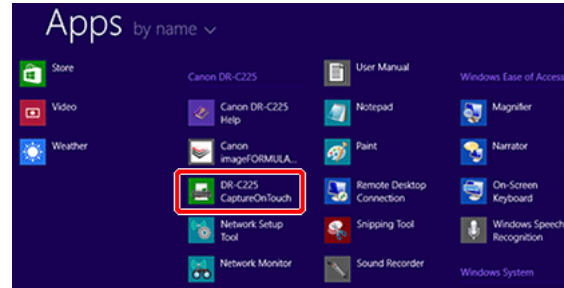 Apps by name
Store
Video
Weather
Canon DR-C225
Canon DR-C225
Help
Canon
imageFORMULA...
DR-C225
CaptureOnTouch
Network Setup
Tool
Network Monitor
User Manual
Notepad
Paint
Remote Desktop
Connection
Snipping Tool
Sound Recorder
Windows Ease of Access
Magnifier
Narrator
On-Screen
Keyboard
Windows Speech
Recognition
Windows System